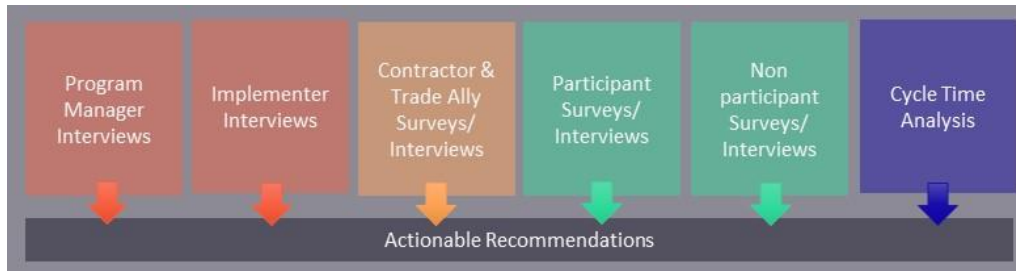 Program
Manager
Interviews
Implementer
Interviews
Contractor &
Trade Ally
Surveys/
Interviews
Participant
Surveys/
Interviews
Non
participant
Surveys/
Interviews
Cycle Time
Analysis
Actionable Recommendations